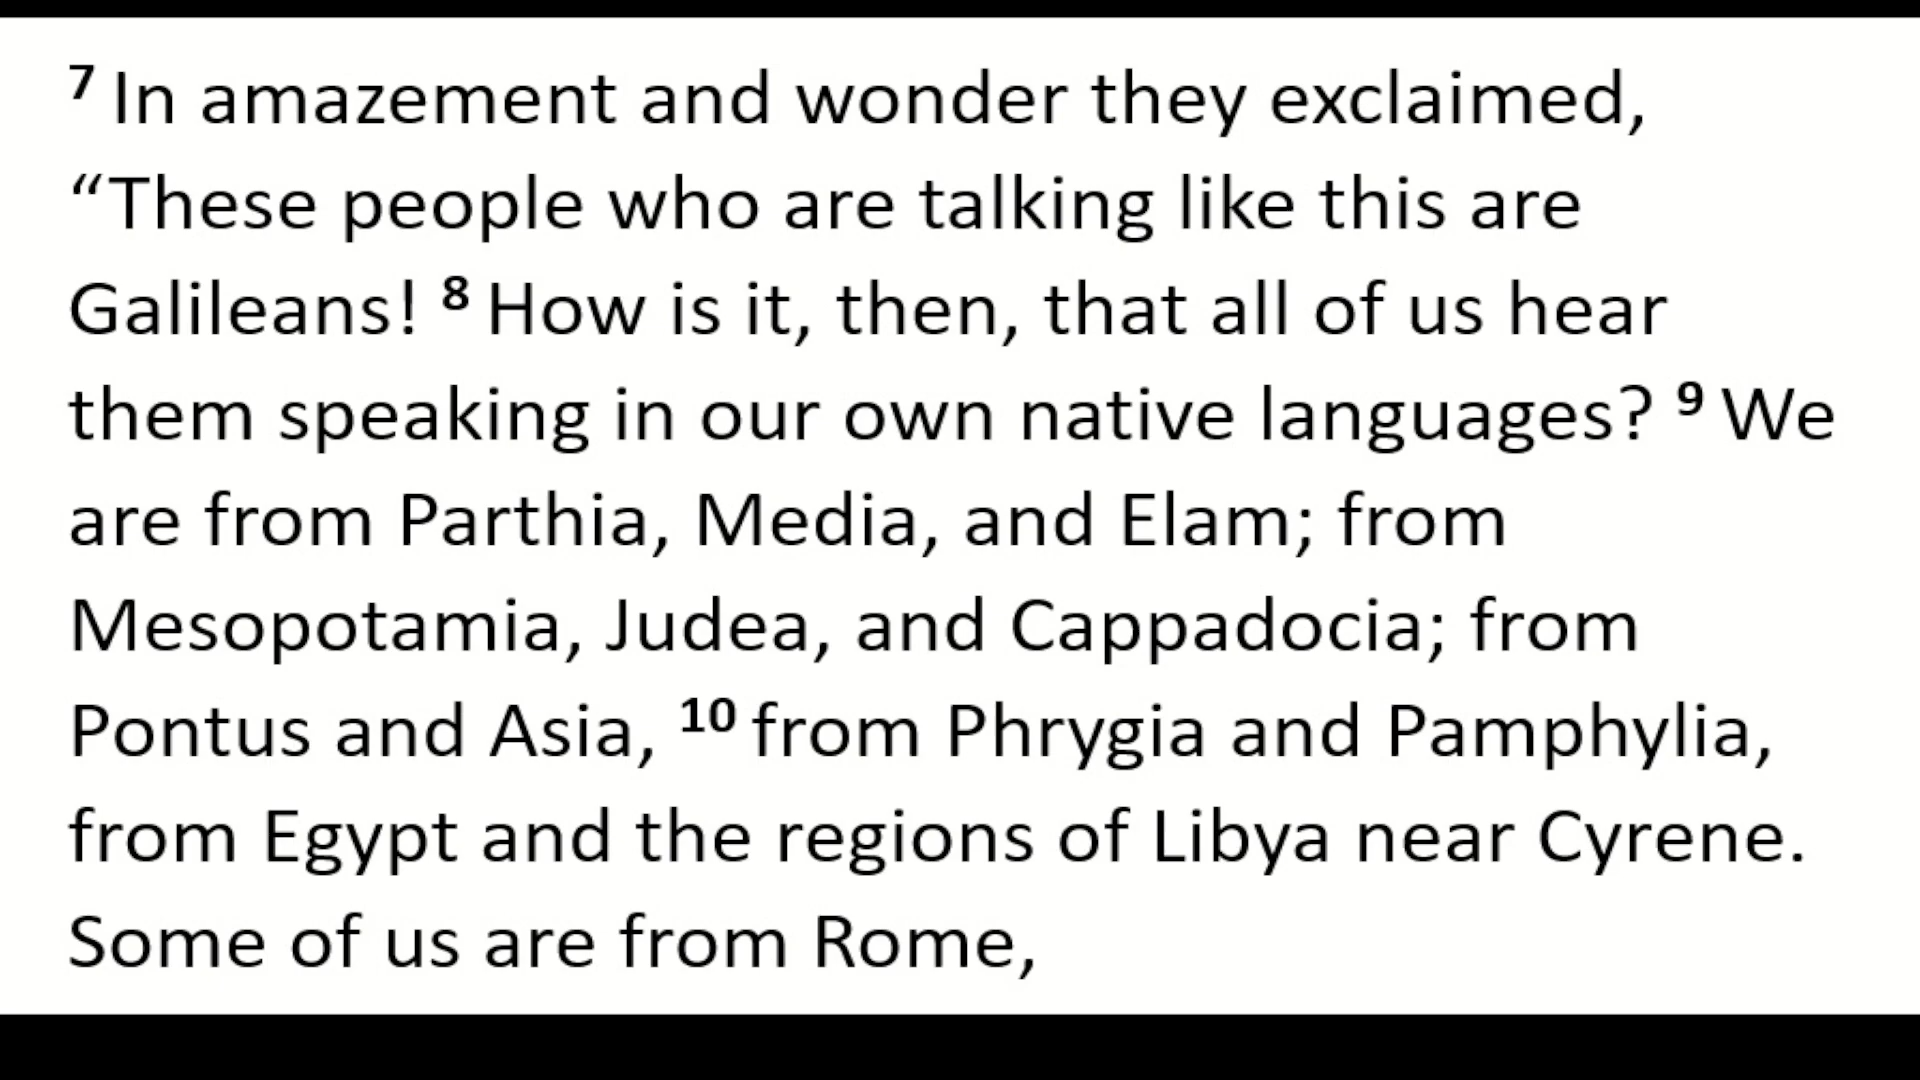 7 In amazement and wonder they exclaimed,
“These people who are talking like this are
Galileans! 8 How is it, then, that all of us hear
them speaking in our own native languages? 9 We
are from Parthia, Media, and Elam; from
Mesopotamia, Judea, and Cappadocia; from
Pontus and Asia, 10 from Phrygia and Pamphylia,
from Egypt and the regions of Libya near Cyrene.
Some of us are from Rome,